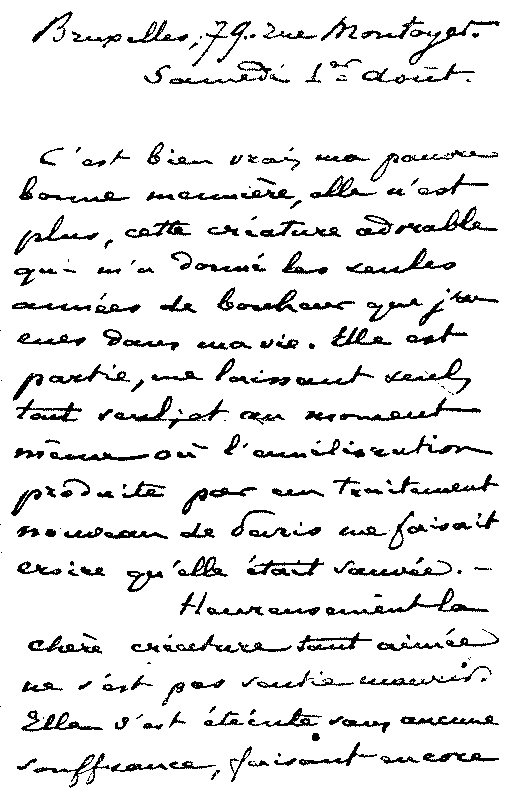 Bruxelles, 79. rue Montoyer.
Samedi 1er août.
C'est bien vrai, ma pauvre
bonne meunière, elle n'est
plus, cette créature adorable
qui m'a donné les seules
années de bonheur que j'ai
eues dans ma vie. Elle est
partie, me laissant seul,
tout seul, et au moment
même où l'amélioration
produite par un traitement
nouveau de Paris me faisait
croire qu'elle était sauvée. –
Heureusement la
chère créature tant aimée
ne s'est pas sentie mourir.
Elle s'est éteinte sans aucune
souffrance, faisant encore